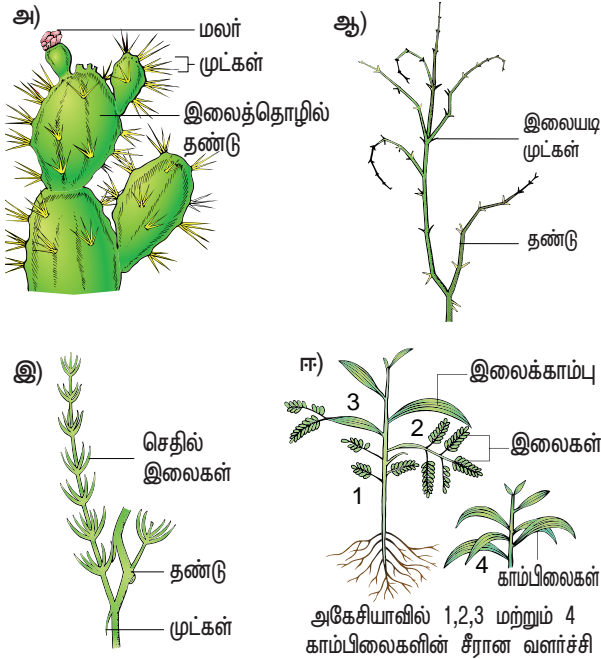 அ)
மலர்
முட்கள்
இலைத்தொழில்
தண்டு
ஆ)
இலையடி
முட்கள்
தண்டு
இ)
செதில்
இலைகள்
தண்டு
முட்கள்
ஈ)
இலைக்காம்பு
3
2
இலைகள்
1
4
காம்பிலைகள்
அகேசியாவில் 1,2,3 மற்றும் 4
காம்பிலைகளின் சீரான வளர்ச்சி